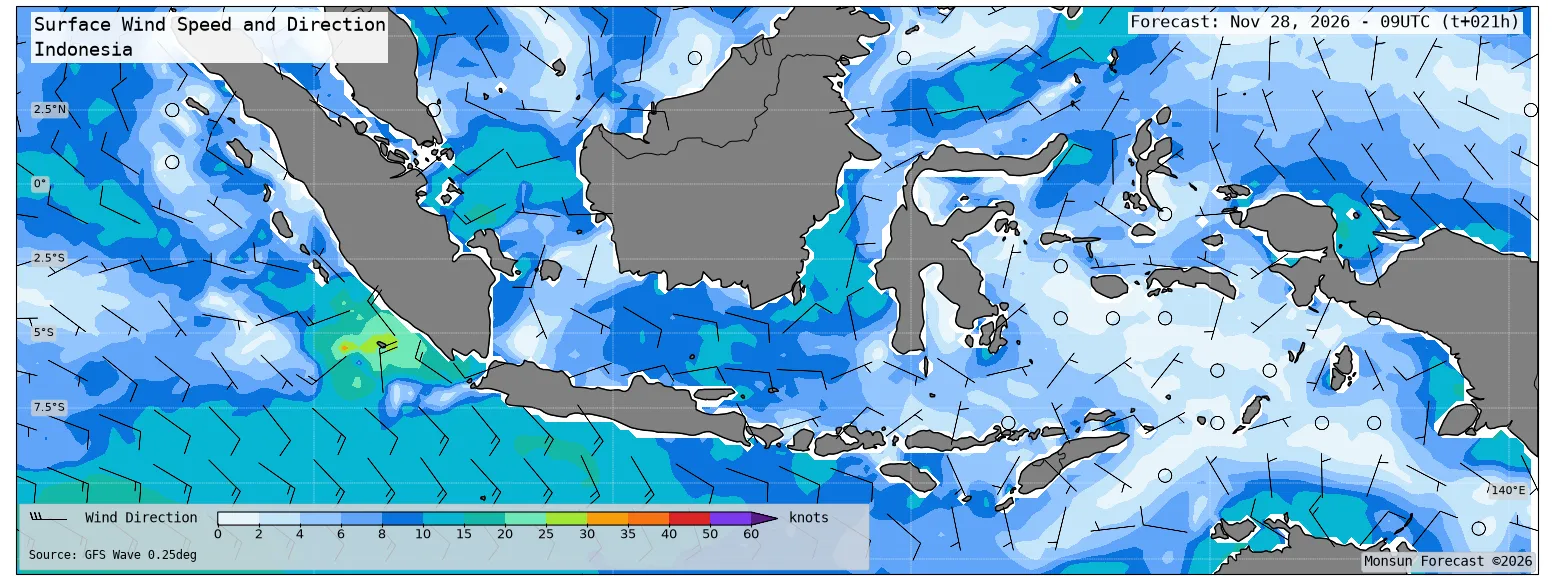 Surface Wind Speed and Direction
Indonesia
Forecast: Nov 28, 2026 - 09UTC (t+021h)
2.5°N
0°
2.5°S
5°S
7.5°S
140°E
Wind Direction
knots
0 2 4 6 8 10 15 20 25 30 35 40 50 60
Source: GFS Wave 0.25deg
Monsun Forecast ©2026